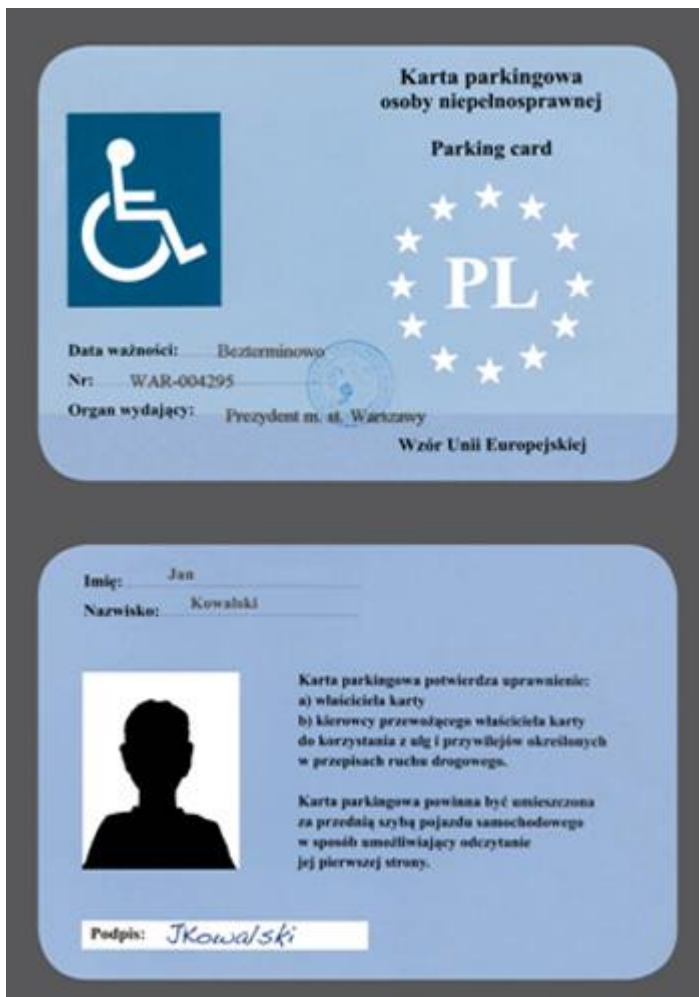 Karta parkingowa
osoby niepełnosprawnej
Parking card
PL
Data ważności: Bezterminowo
Nr: WAR-004295
Organ wydający: Prezydent m. st. Warszawy
Wzór Unii Europejskiej
Imię: Jan
Nazwisko: Kowalski
Karta parkingowa potwierdza uprawnienie:
a) właściciela karty
b) kierowcy przewożącego właściciela karty
do korzystania z ulg i przywilejów określonych
w przepisach ruchu drogowego.
Karta parkingowa powinna być umieszczona
za przednią szybą pojazdu samochodowego
w sposób umożliwiający odczytanie
jej pierwszej strony.
Podpis: JKowalski